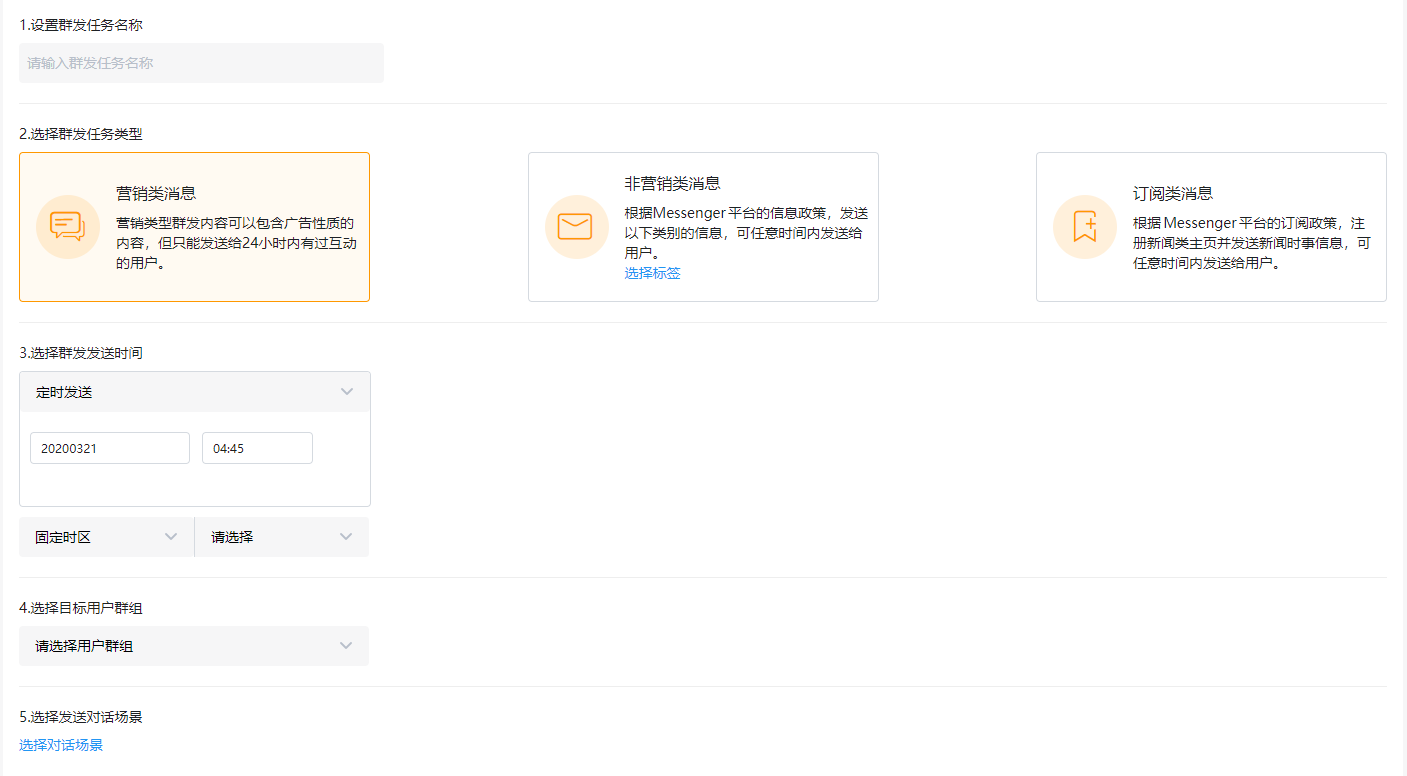 1.设置群发任务名称
请输入群发任务名称
2.选择群发任务类型
营销类消息
营销类型群发内容可以包含广告性质的
内容，但只能发送给24小时内有过互动
的用户。
非营销类消息
根据Messenger平台的信息政策，发送
以下类别的信息，可任意时间内发送给
用户。
选择标签
订阅类消息
根据 Messenger 平台的订阅政策，注
册新闻类主页并发送新闻时事信息，可
任意时间内发送给用户。
3.选择群发发送时间
定时发送
20200321
04:45
固定时区
请选择
4.选择目标用户群组
请选择用户群组
5.选择发送对话场景
选择对话场景